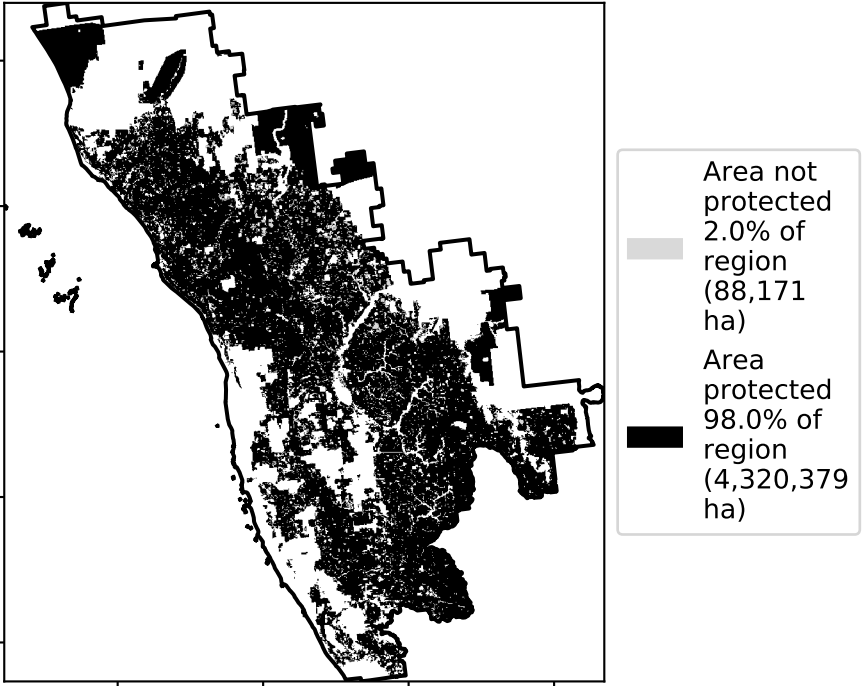 Area not
protected
2.0% of
region
(88,171
ha)
Area
protected
98.0% of
region
(4,320,379
ha)